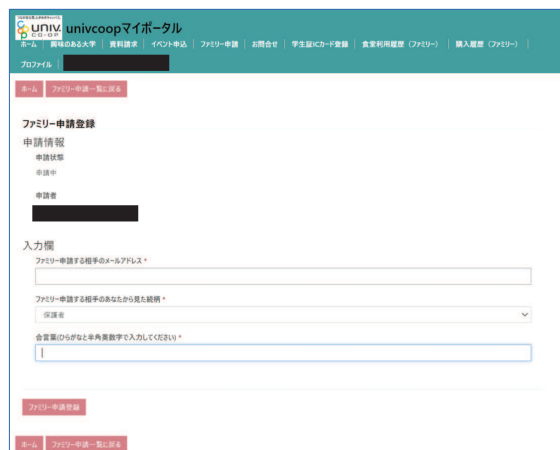 UNIV.
CO-OP
univcoopマイポータル
ホーム | 興味のある大学 | 資料請求 | イベント申込 | ファミリー申請 | お問合せ | 学生証ICカード登録 | 食堂利用履歴 (ファミリー) | 購入履歴 (ファミリー) |
プロファイル |
ホーム ファミリー申請一覧に戻る
ファミリー申請登録
申請情報
申請状態
申請中
申請者
入力欄
ファミリー申請する相手のメールアドレス *
ファミリー申請する相手のあなたから見た続柄 *
保護者
合言葉(ひらがなと半角英数字で入力してください) *
ファミリー申請登録
ホーム ファミリー申請一覧に戻る